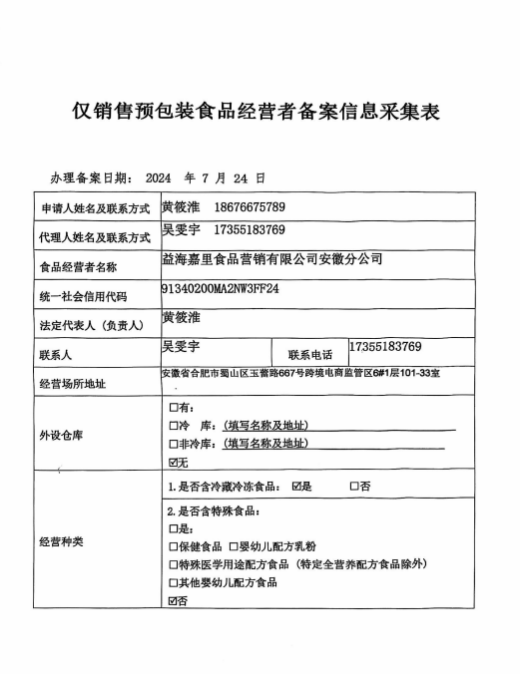 仅销售预包装食品经营者备案信息采集表
办理备案日期： 2024 年 7 月 24 日
申请人姓名及联系方式 黄筱淮 18676675789
代理人姓名及联系方式 吴雯宇 17355183769
食品经营者名称 益海嘉里食品营销有限公司安徽分公司
统一社会信用代码 91340200MA2NW3FF24
法定代表人（负责人） 黄筱淮
联系人 吴雯宇 联系电话 17355183769
经营场所地址 安徽省合肥市蜀山区玉蕾路667号跨境电商监管区6#1层101-33室
外设仓库
☐有：
☐冷 库：(填写名称及地址)
☐非冷库：(填写名称及地址)
☑无
经营种类
1.是否含冷藏冷冻食品：☑是 ☐否
2.是否含特殊食品：
☐是：
☐保健食品 ☐婴幼儿配方乳粉
☐特殊医学用途配方食品（特定全营养配方食品除外）
☐其他婴幼儿配方食品
☑否